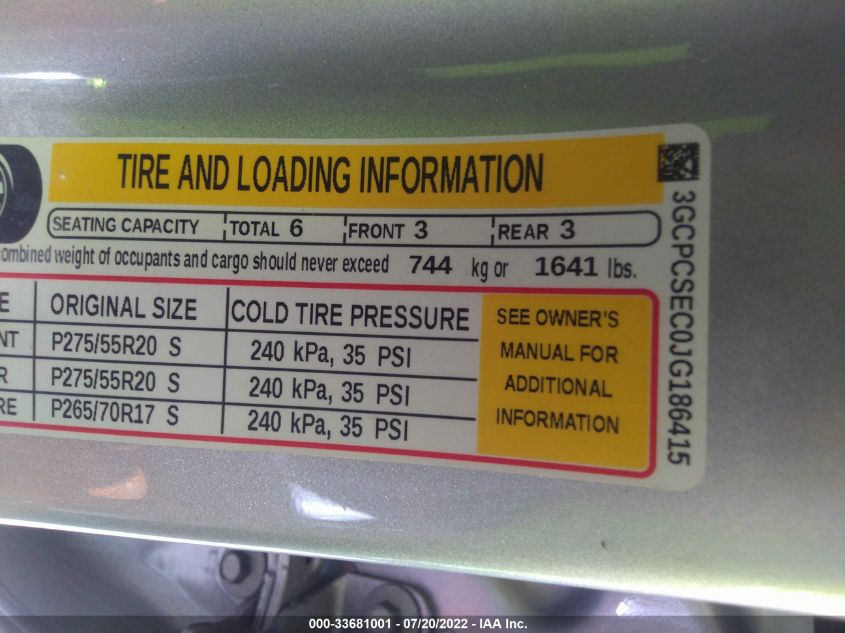 TIRE AND LOADING INFORMATION
SEATING CAPACITY TOTAL 6 FRONT 3 REAR 3
combined weight of occupants and cargo should never exceed 744 kg or 1641 lbs.
E ORIGINAL SIZE COLD TIRE PRESSURE
NT P275/55R20 S 240 kPa, 35 PSI
R P275/55R20 S 240 kPa, 35 PSI
RE P265/70R17 S 240 kPa, 35 PSI
SEE OWNER'S
MANUAL FOR
ADDITIONAL
INFORMATION
3GCPCSEC0JG186415
000-33681001 - 07/20/2022 - IAA Inc.